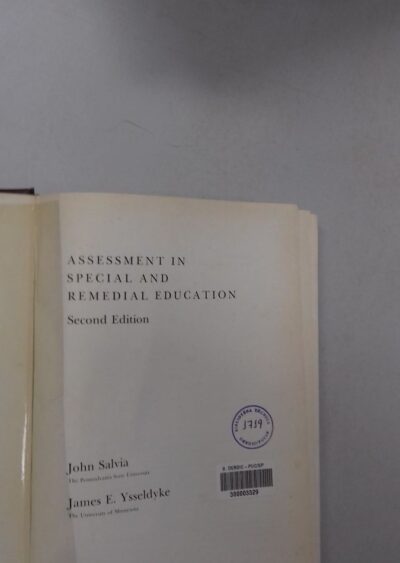 ASSESSMENT IN
SPECIAL AND
REMEDIAL EDUCATION
Second Edition
1719
John Salvia
The Pennsylvania State University
James E. Ysseldyke
The University of Minnesota